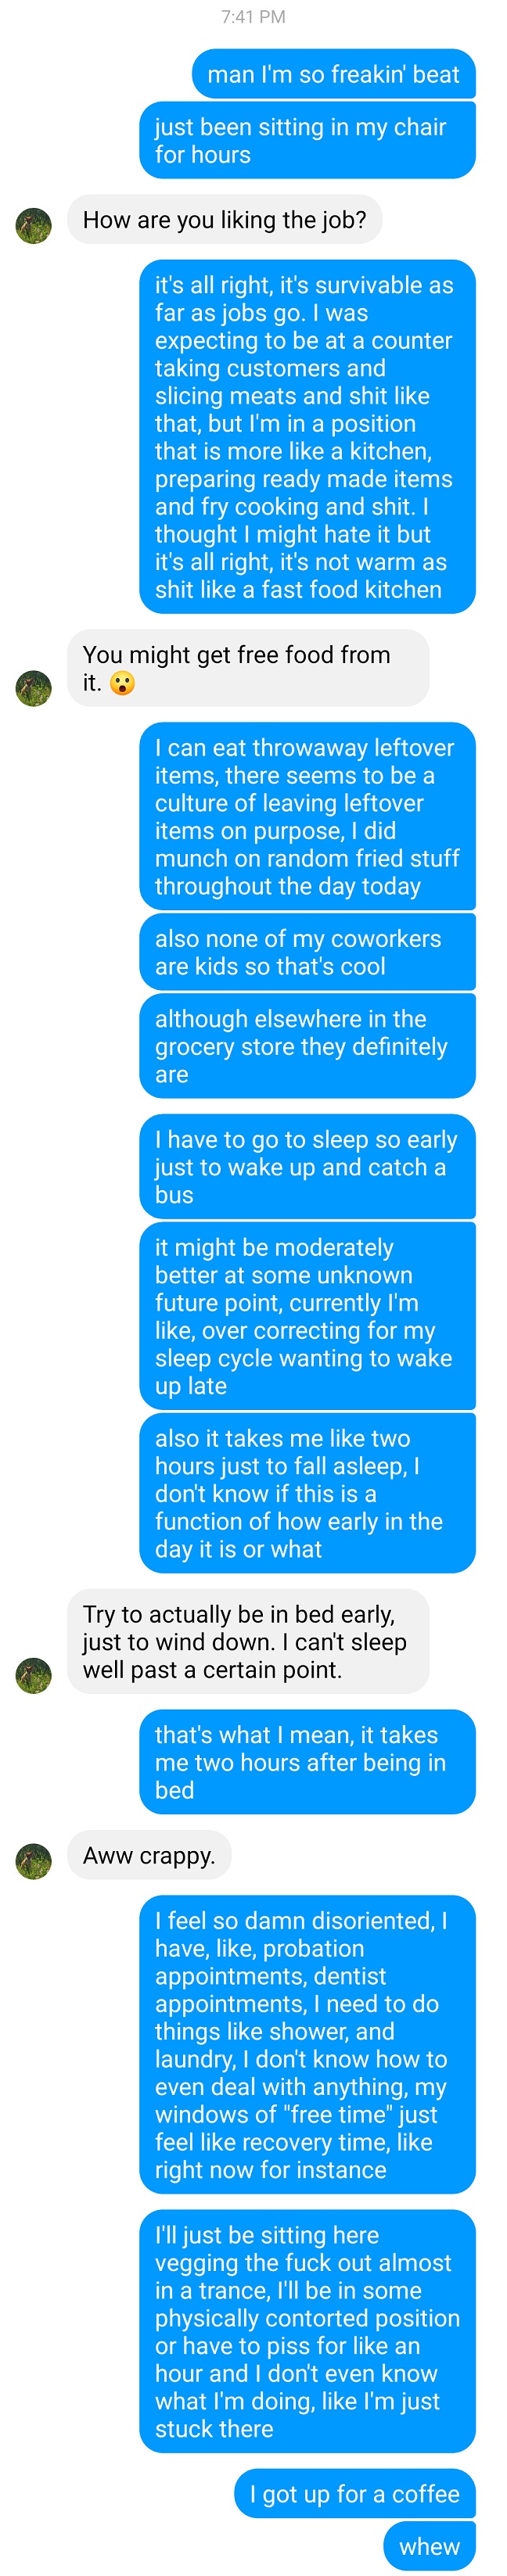 7:41 PM
man I'm so freakin' beat
just been sitting in my chair
for hours
How are you liking the job?
it's all right, it's survivable as
far as jobs go. I was
expecting to be at a counter
taking customers and
slicing meats and shit like
that, but I'm in a position
that is more like a kitchen,
preparing ready made items
and fry cooking and shit. I
thought I might hate it but
it's all right, it's not warm as
shit like a fast food kitchen
You might get free food from
it. 😮
I can eat throwaway leftover
items, there seems to be a
culture of leaving leftover
items on purpose, I did
munch on random fried stuff
throughout the day today
also none of my coworkers
are kids so that's cool
although elsewhere in the
grocery store they definitely
are
I have to go to sleep so early
just to wake up and catch a
bus
it might be moderately
better at some unknown
future point, currently I'm
like, over correcting for my
sleep cycle wanting to wake
up late
also it takes me like two
hours just to fall asleep, I
don't know if this is a
function of how early in the
day it is or what
Try to actually be in bed early,
just to wind down. I can't sleep
well past a certain point.
that's what I mean, it takes
me two hours after being in
bed
Aww crappy.
I feel so damn disoriented, I
have, like, probation
appointments, dentist
appointments, I need to do
things like shower, and
laundry, I don't know how to
even deal with anything, my
windows of "free time" just
feel like recovery time, like
right now for instance
I'll just be sitting here
vegging the fuck out almost
in a trance, I'll be in some
physically contorted position
or have to piss for like an
hour and I don't even know
what I'm doing, like I'm just
stuck there
I got up for a coffee
whew